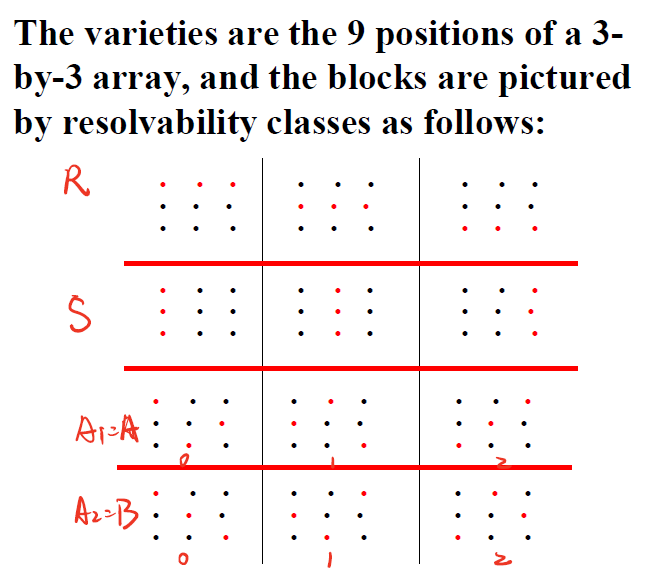 The varieties are the 9 positions of a 3-
by-3 array, and the blocks are pictured
by resolvability classes as follows:
R
S
A1=A
0 1 2
A2=B
0 1 2